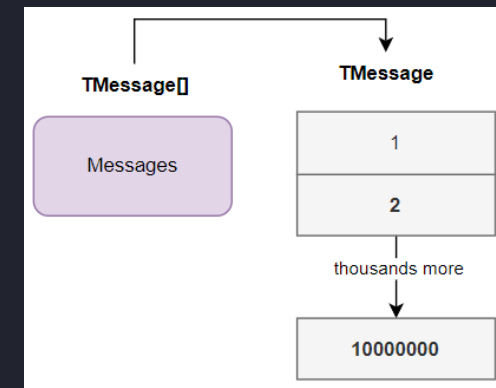 TMessage[]
Messages
TMessage
1
2
thousands more
10000000